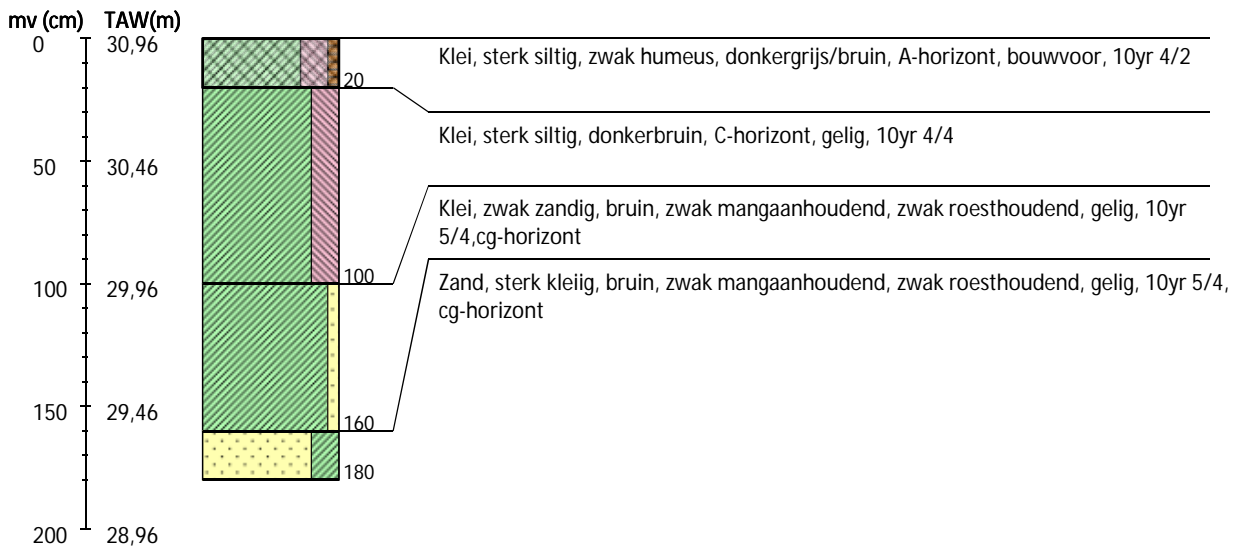 mv (cm) TAW(m)
0 30,96
Klei, sterk siltig, zwak humeus, donkergrijs/bruin, A-horizont, bouwvoor, 10yr 4/2
20
Klei, sterk siltig, donkerbruin, C-horizont, gelig, 10yr 4/4
50 30,46
Klei, zwak zandig, bruin, zwak mangaanhoudend, zwak roesthoudend, gelig, 10yr
5/4,cg-horizont
100
100 29,96
Zand, sterk kleiig, bruin, zwak mangaanhoudend, zwak roesthoudend, gelig, 10yr 5/4,
cg-horizont
150 29,46
160
180
200 28,96